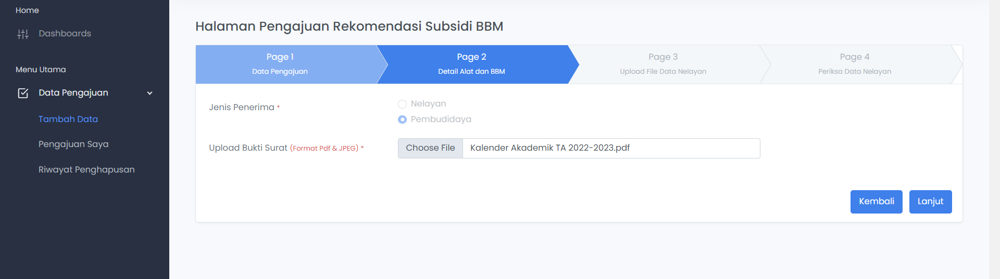 Home
Dashboards
Menu Utama
Data Pengajuan
Tambah Data
Pengajuan Saya
Riwayat Penghapusan
Halaman Pengajuan Rekomendasi Subsidi BBM
Page 1
Data Pengajuan
Page 2
Detail Alat dan BBM
Page 3
Upload File Data Nelayan
Page 4
Periksa Data Nelayan
Jenis Penerima *
Nelayan
Pembudidaya
Upload Bukti Surat (Format Pdf & JPEG) *
Choose File Kalender Akademik TA 2022-2023.pdf
Kembali Lanjut